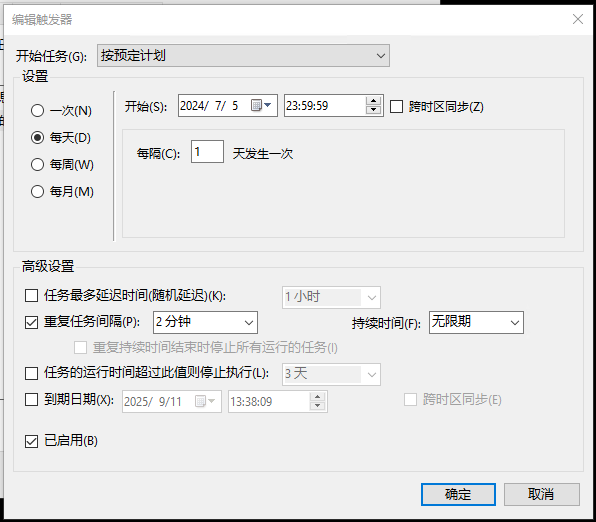 编辑触发器
开始任务(G): 按预定计划
设置
一次(N)
每天(D)
每周(W)
每月(M)
开始(S): 2024/ 7/ 5 23:59:59 跨时区同步(Z)
每隔(C): 1 天发生一次
高级设置
任务最多延迟时间(随机延迟)(K): 1 小时
重复任务间隔(P): 2 分钟 持续时间(F): 无限期
重复持续时间结束时停止所有运行的任务(I)
任务的运行时间超过此值则停止执行(L): 3 天
到期日期(X): 2025/ 9/11 13:38:09 跨时区同步(E)
已启用(B)
确定 取消